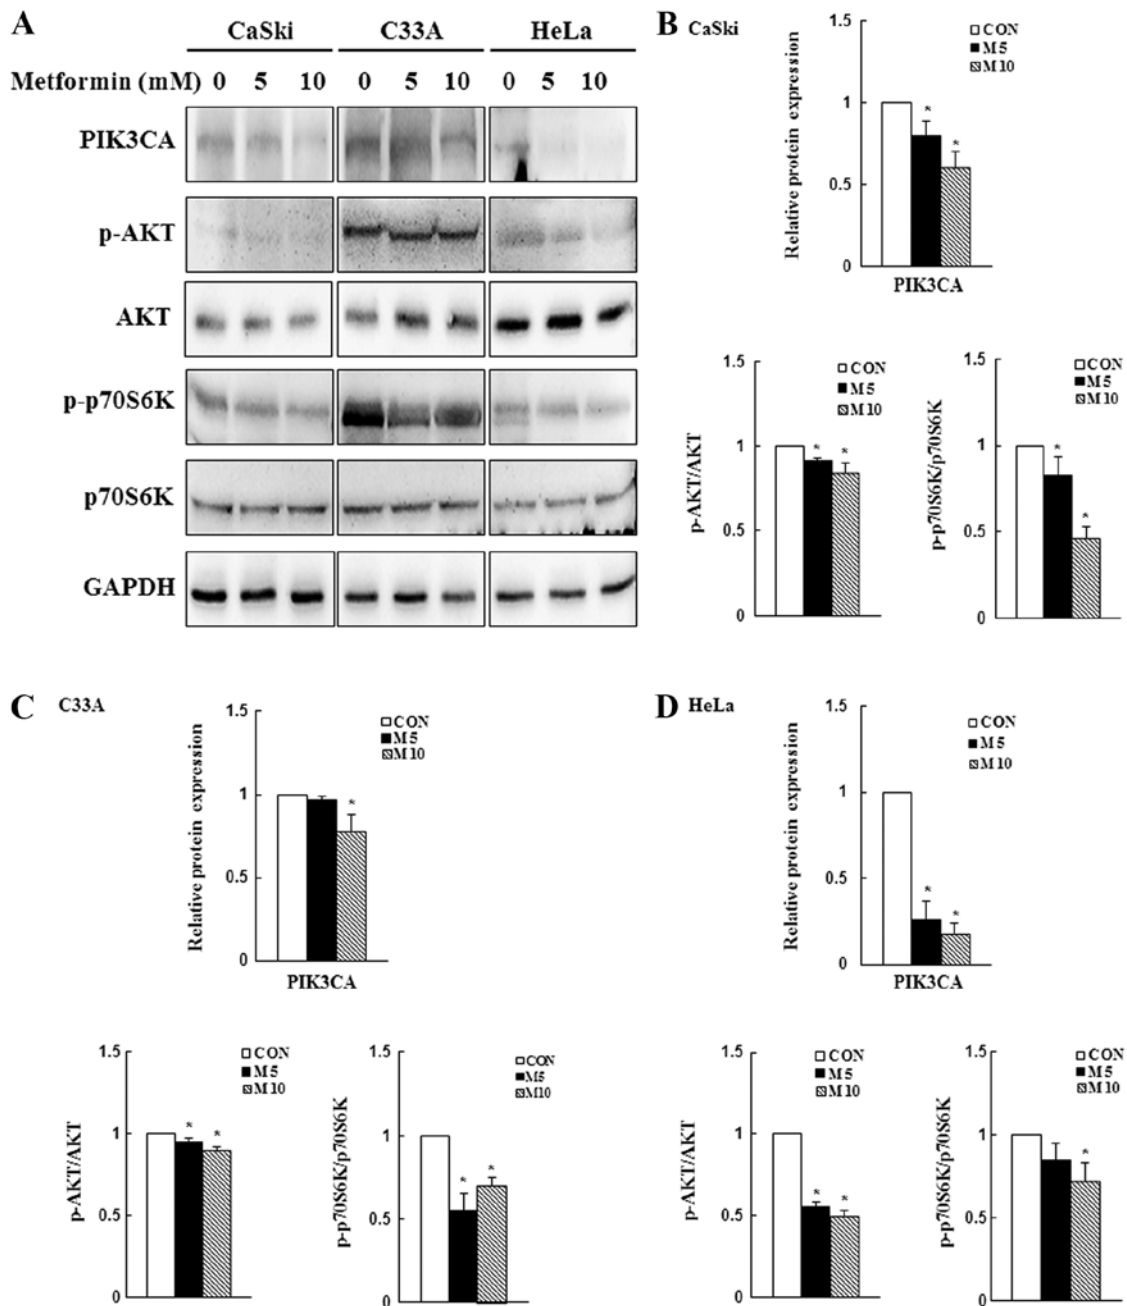 A
CaSki C33A HeLa
Metformin (mM) 0 5 10 0 5 10 0 5 10
PIK3CA
p-AKT
AKT
p-p70S6K
p70S6K
GAPDH
B CaSki
Relative protein expression
1.5
1
0.5
0
CON
M5
M10
*
*
PIK3CA
p-AKT/AKT
1.5
1
0.5
0
CON
M5
M10
*
*
p-p70S6K/p70S6K
1.5
1
0.5
0
CON
M5
M10
*
*
C C33A
Relative protein expression
1.5
1
0.5
0
CON
M5
M10
*
PIK3CA
p-AKT/AKT
1.5
1
0.5
0
CON
M5
M10
*
*
p-p70S6K/p70S6K
1.5
1
0.5
0
CON
M5
M10
*
*
D HeLa
Relative protein expression
1.5
1
0.5
0
CON
M5
M10
*
*
PIK3CA
p-AKT/AKT
1.5
1
0.5
0
CON
M5
M10
*
*
p-p70S6K/p70S6K
1.5
1
0.5
0
CON
M5
M10
*